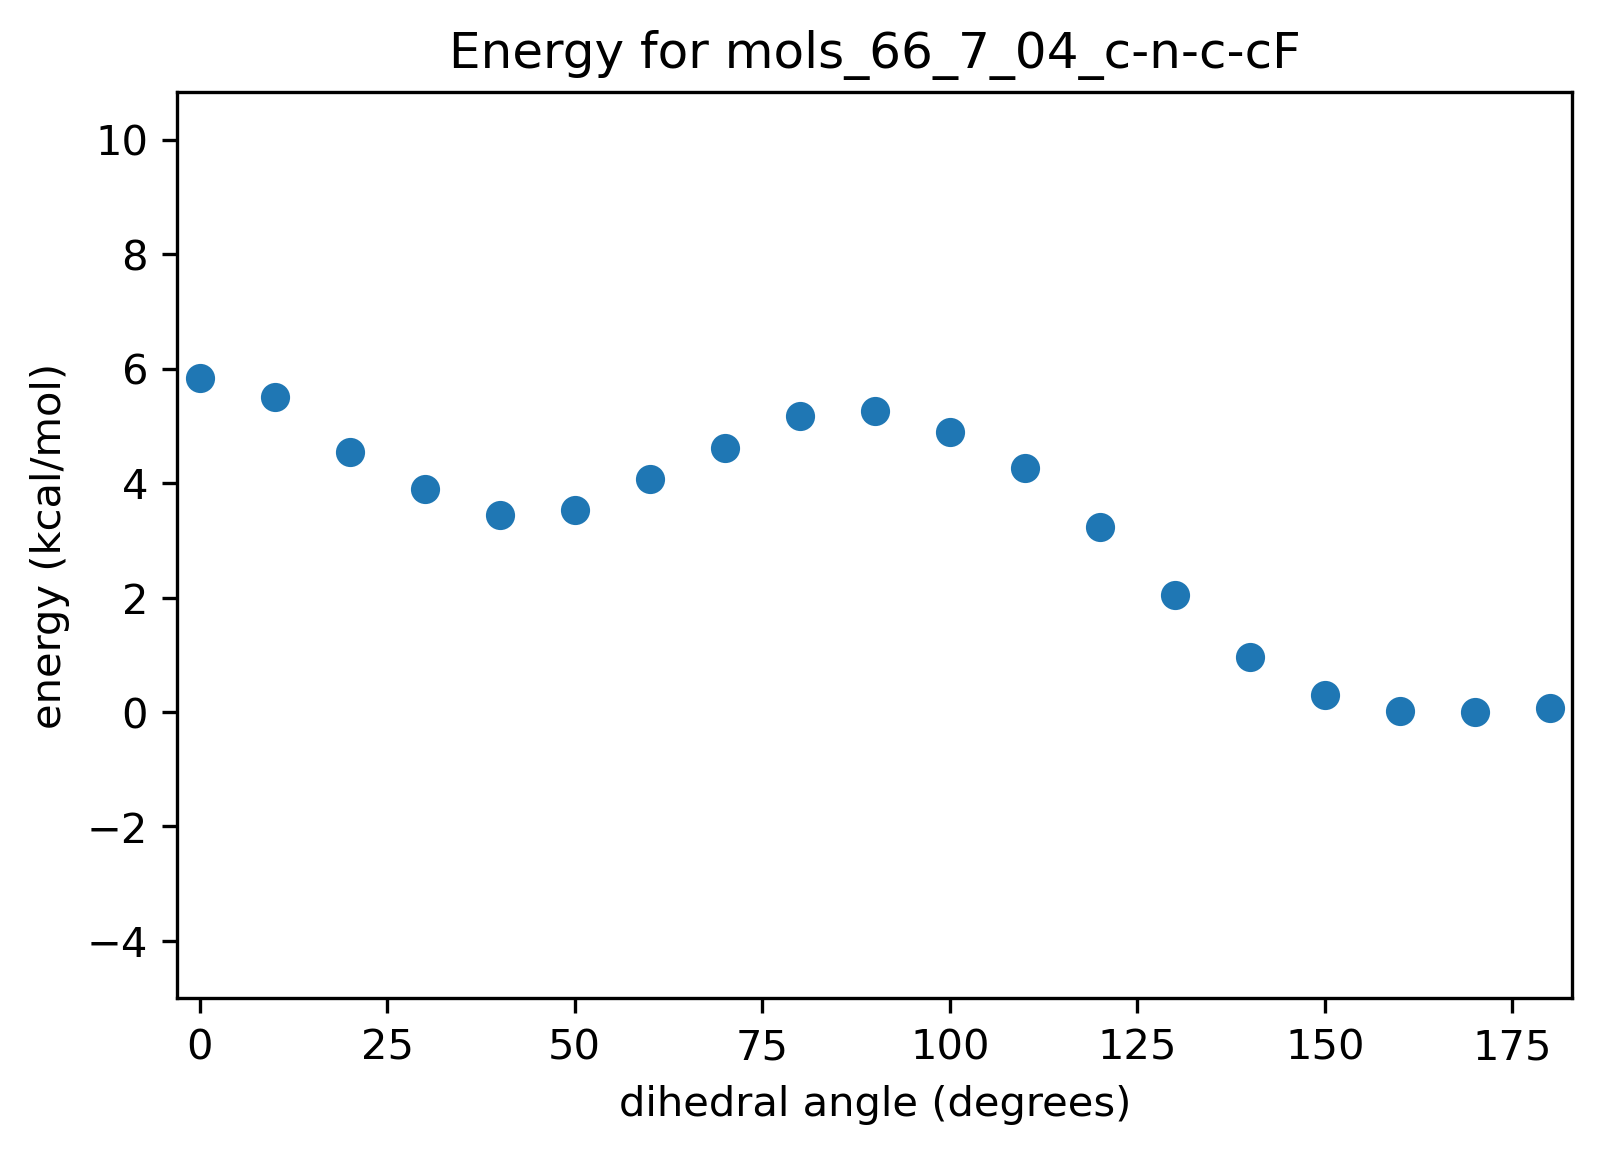 Energy for mols_66_7_04_c-n-c-cF
energy (kcal/mol)
10
8
6
4
2
0
−2
−4
0 25 50 75 100 125 150 175
dihedral angle (degrees)